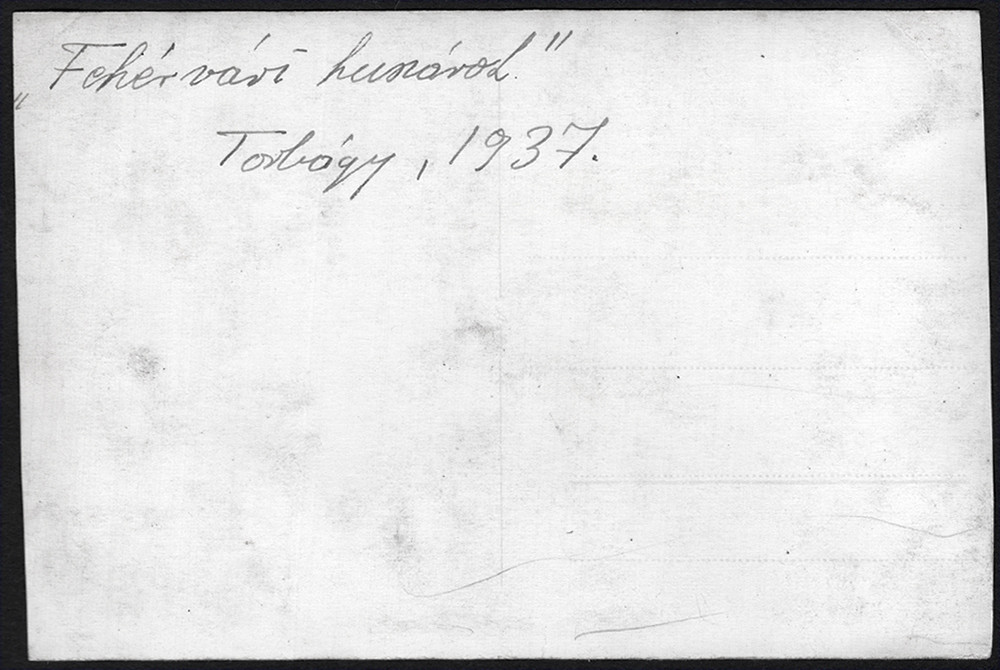 „Fehérvári huszárok"
Torbágy, 1937.